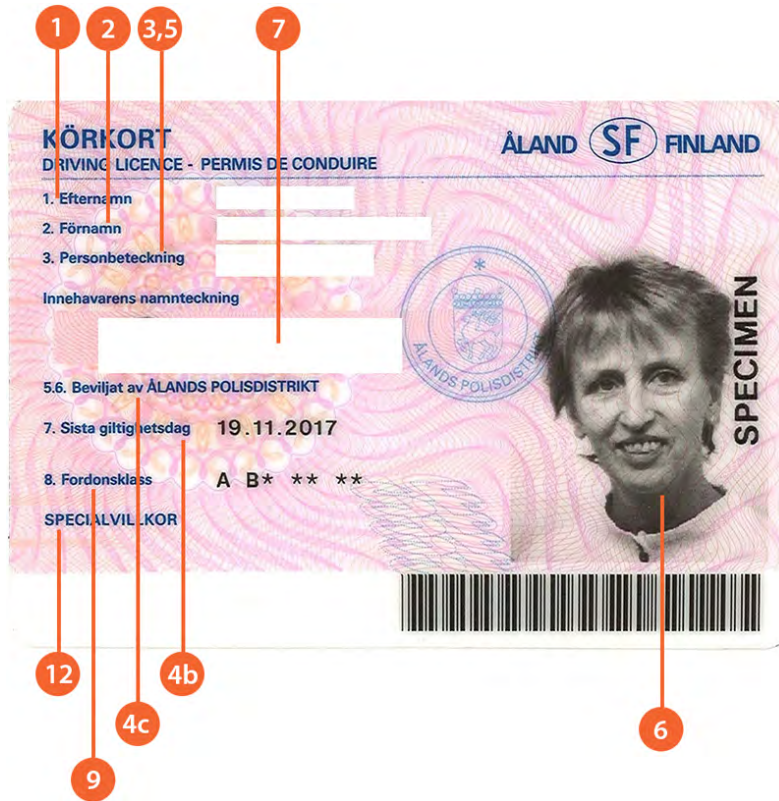 1 2 3,5 7
KÖRKORT
DRIVING LICENCE - PERMIS DE CONDUIRE
ÅLAND SF FINLAND
1. Efternamn
2. Förnamn
3. Personbeteckning
Innehavarens namnteckning
ÅLANDS POLISDISTRI
SPECIMEN
5.6. Beviljat av ÅLANDS POLISDISTRIKT
7. Sista giltighetsdag 19.11.2017
8. Fordonsklass A B* ** **
SPECIALVILLKOR
12 4b
4c 6
9